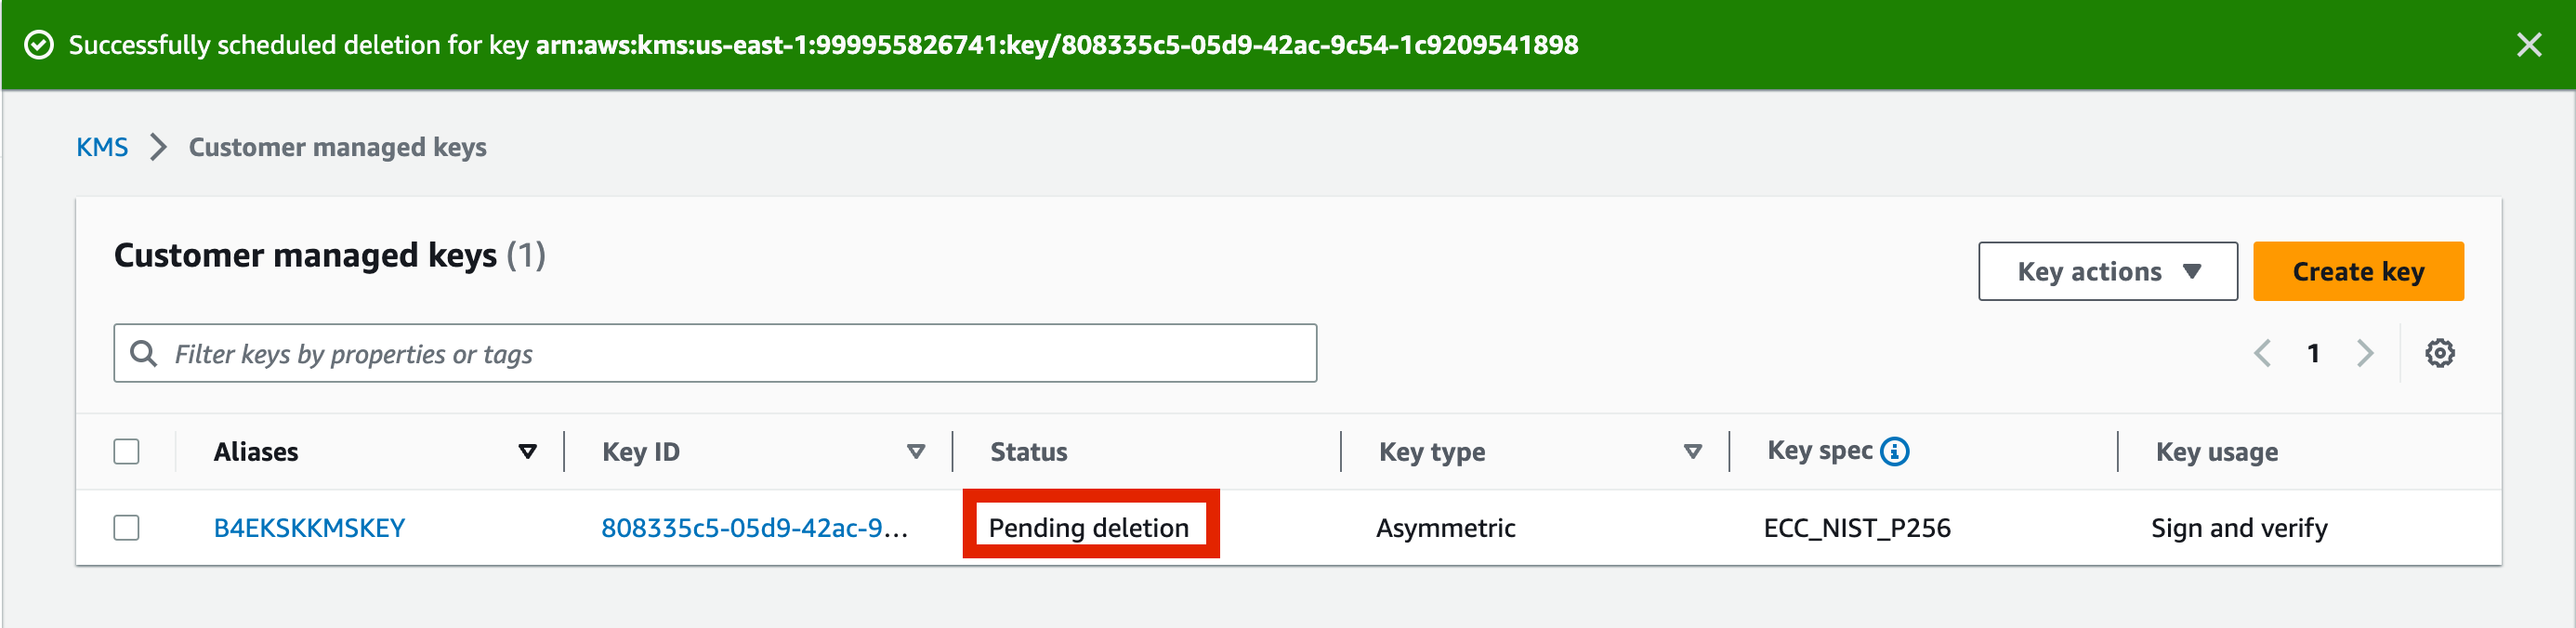 Successfully scheduled deletion for key arn:aws:kms:us-east-1:999955826741:key/808335c5-05d9-42ac-9c54-1c9209541898
KMS Customer managed keys
Customer managed keys (1)
Key actions
Create key
Filter keys by properties or tags
1
Aliases Key ID Status Key type Key spec Key usage
B4EKSKKMSKEY 808335c5-05d9-42ac-9... Pending deletion Asymmetric ECC_NIST_P256 Sign and verify